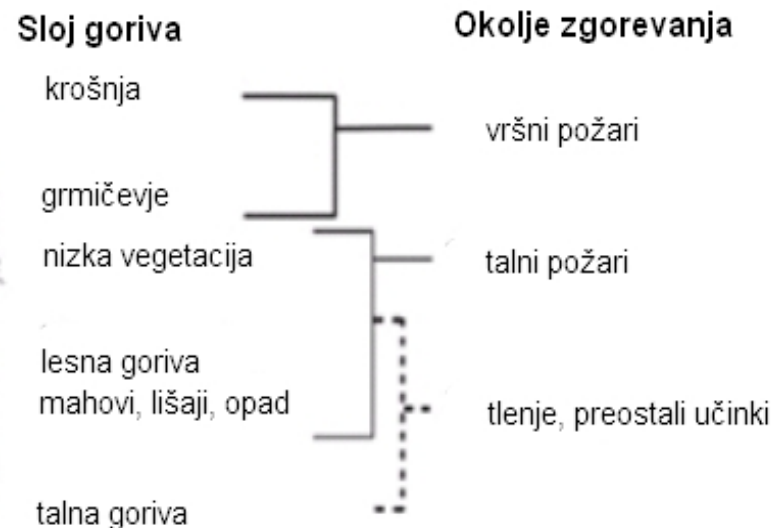 Sloj goriva
krošnja
grmičevje
nizka vegetacija
lesna goriva
mahovi, lišaji, opad
talna goriva
Okolje zgorevanja
vršni požari
talni požari
tlenje, preostali učinki